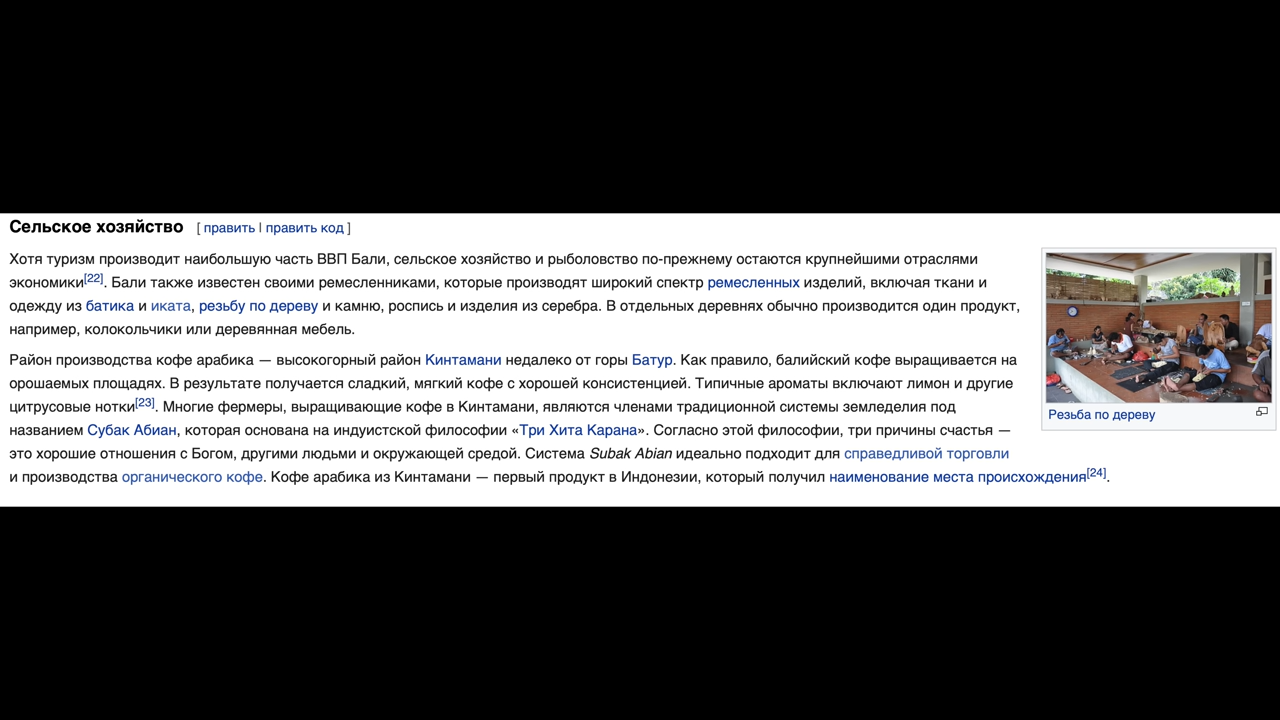 Сельское хозяйство [ править | править код ]
Хотя туризм производит наибольшую часть ВВП Бали, сельское хозяйство и рыболовство по-прежнему остаются крупнейшими отраслями
экономики[22]. Бали также известен своими ремесленниками, которые производят широкий спектр ремесленных изделий, включая ткани и
одежду из батика и иката, резьбу по дереву и камню, роспись и изделия из серебра. В отдельных деревнях обычно производится один продукт,
например, колокольчики или деревянная мебель.
Район производства кофе арабика — высокогорный район Кинтамани недалеко от горы Батур. Как правило, балийский кофе выращивается на
орошаемых площадях. В результате получается сладкий, мягкий кофе с хорошей консистенцией. Типичные ароматы включают лимон и другие
цитрусовые нотки[23]. Многие фермеры, выращивающие кофе в Кинтамани, являются членами традиционной системы земледелия под
названием Субак Абиан, которая основана на индуистской философии «Три Хита Карана». Согласно этой философии, три причины счастья —
это хорошие отношения с Богом, другими людьми и окружающей средой. Система Subak Abian идеально подходит для справедливой торговли
и производства органического кофе. Кофе арабика из Кинтамани — первый продукт в Индонезии, который получил наименование места происхождения[24].
Резьба по дереву